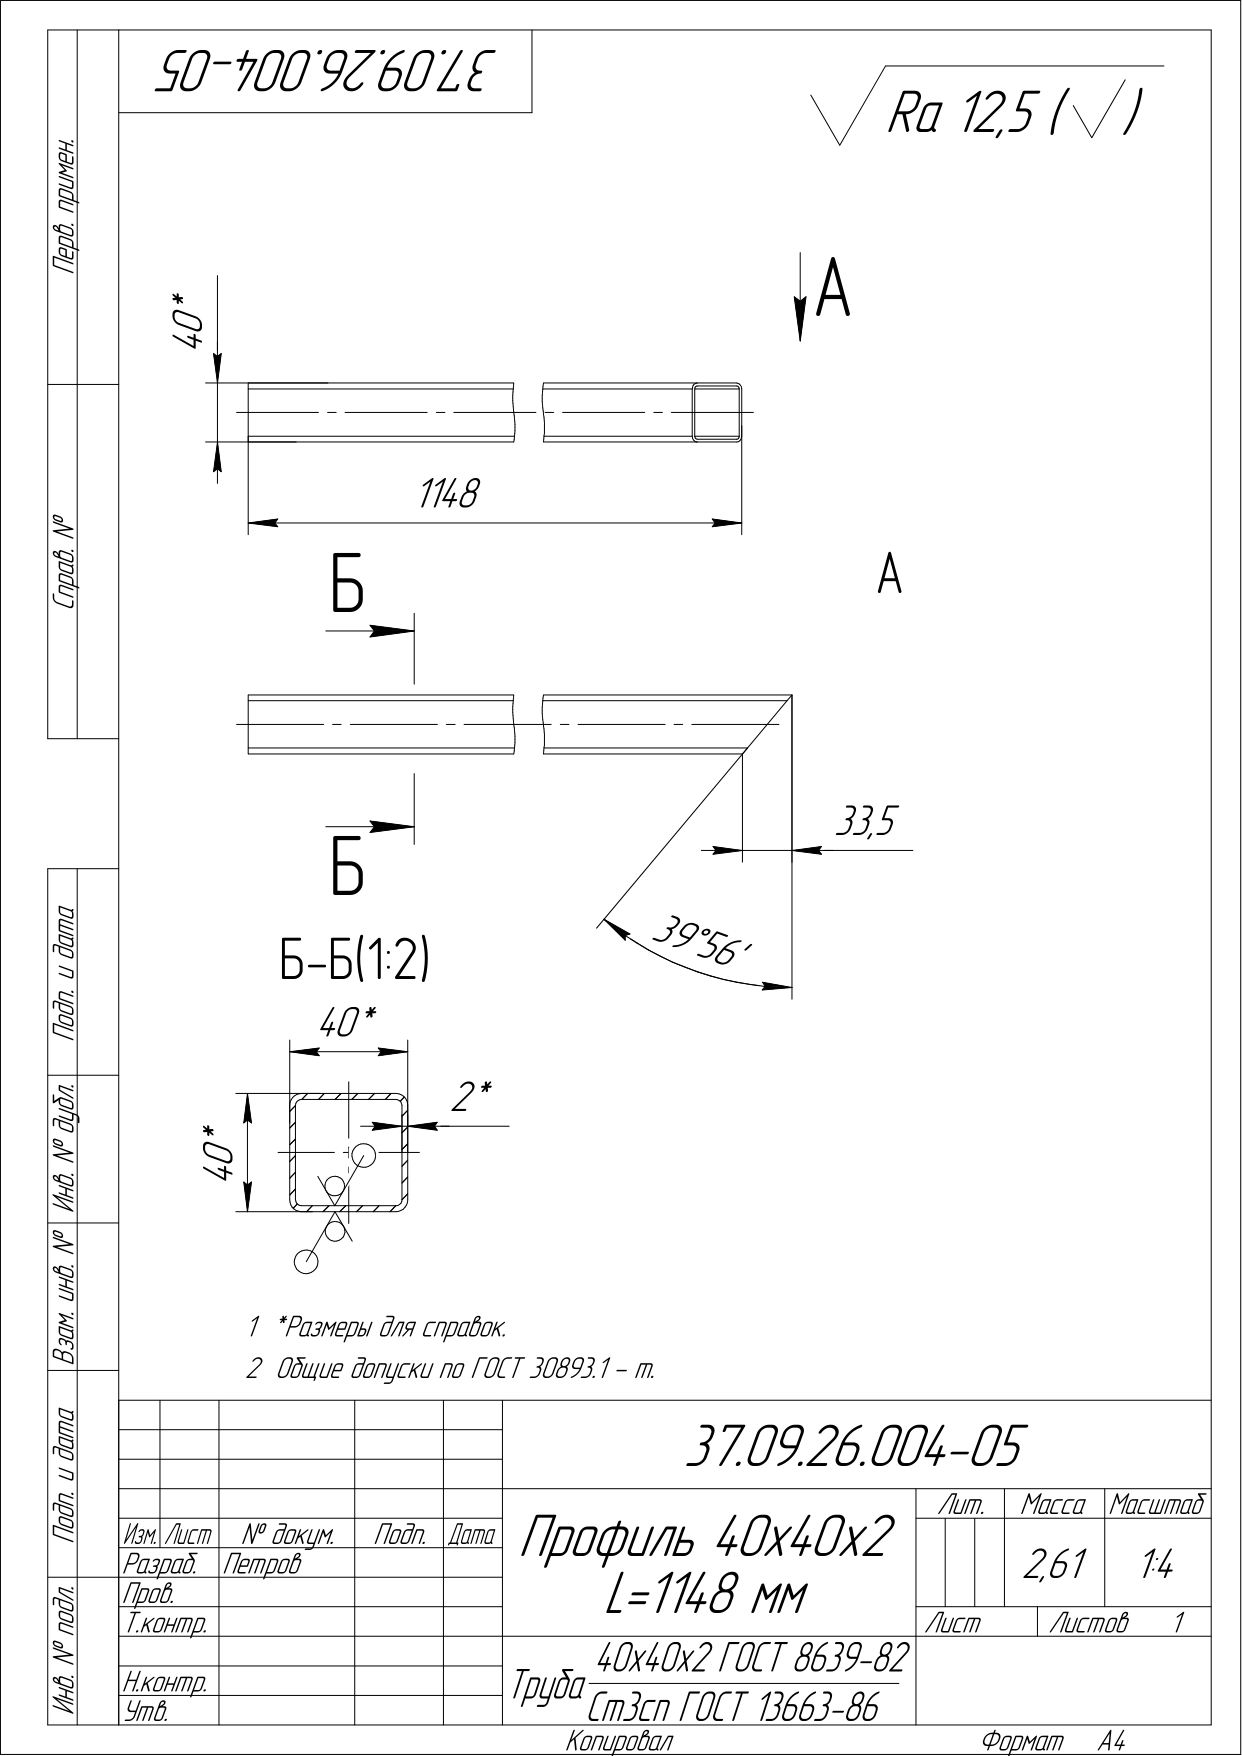 37.09.26.004-05
Ra 12,5 (√)
Перв. примен.
Справ. №
Подп. и дата
Инв. № дубл.
Взам. инв. №
Подп. и дата
Инв. № подл.
А
40*
1148
Б
А
Б
33,5
39°56'
Б-Б(1:2)
40*
2*
40*
1 *Размеры для справок.
2 Общие допуски по ГОСТ 30893.1 - m.
37.09.26.004-05
Лит. Масса Масштаб
Изм. Лист № докум. Подп. Дата
Разраб. Петров
Пров.
Т.контр.
Н.контр.
Утв.
Профиль 40х40х2
L=1148 мм
2,61 1:4
Лист Листов 1
Труба 40х40х2 ГОСТ 8639-82
Ст3сп ГОСТ 13663-86
Копировал Формат А4